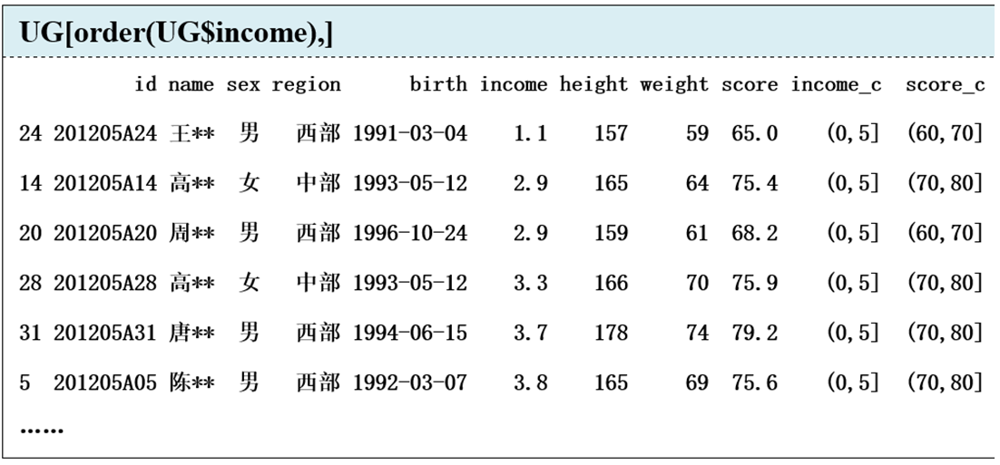 UG[order(UG$income),]
id name sex region birth income height weight score income_c score_c
24 201205A24 王** 男 西部 1991-03-04 1.1 157 59 65.0 (0,5] (60,70]
14 201205A14 高** 女 中部 1993-05-12 2.9 165 64 75.4 (0,5] (70,80]
20 201205A20 周** 男 西部 1996-10-24 2.9 159 61 68.2 (0,5] (60,70]
28 201205A28 高** 女 中部 1993-05-12 3.3 166 70 75.9 (0,5] (70,80]
31 201205A31 唐** 男 西部 1994-06-15 3.7 178 74 79.2 (0,5] (70,80]
5 201205A05 陈** 男 西部 1992-03-07 3.8 165 69 75.6 (0,5] (70,80]
……